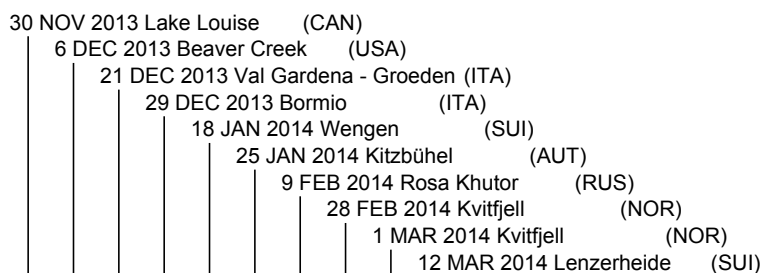 30 NOV 2013 Lake Louise (CAN)
6 DEC 2013 Beaver Creek (USA)
21 DEC 2013 Val Gardena - Groeden (ITA)
29 DEC 2013 Bormio (ITA)
18 JAN 2014 Wengen (SUI)
25 JAN 2014 Kitzbühel (AUT)
9 FEB 2014 Rosa Khutor (RUS)
28 FEB 2014 Kvitfjell (NOR)
1 MAR 2014 Kvitfjell (NOR)
12 MAR 2014 Lenzerheide (SUI)